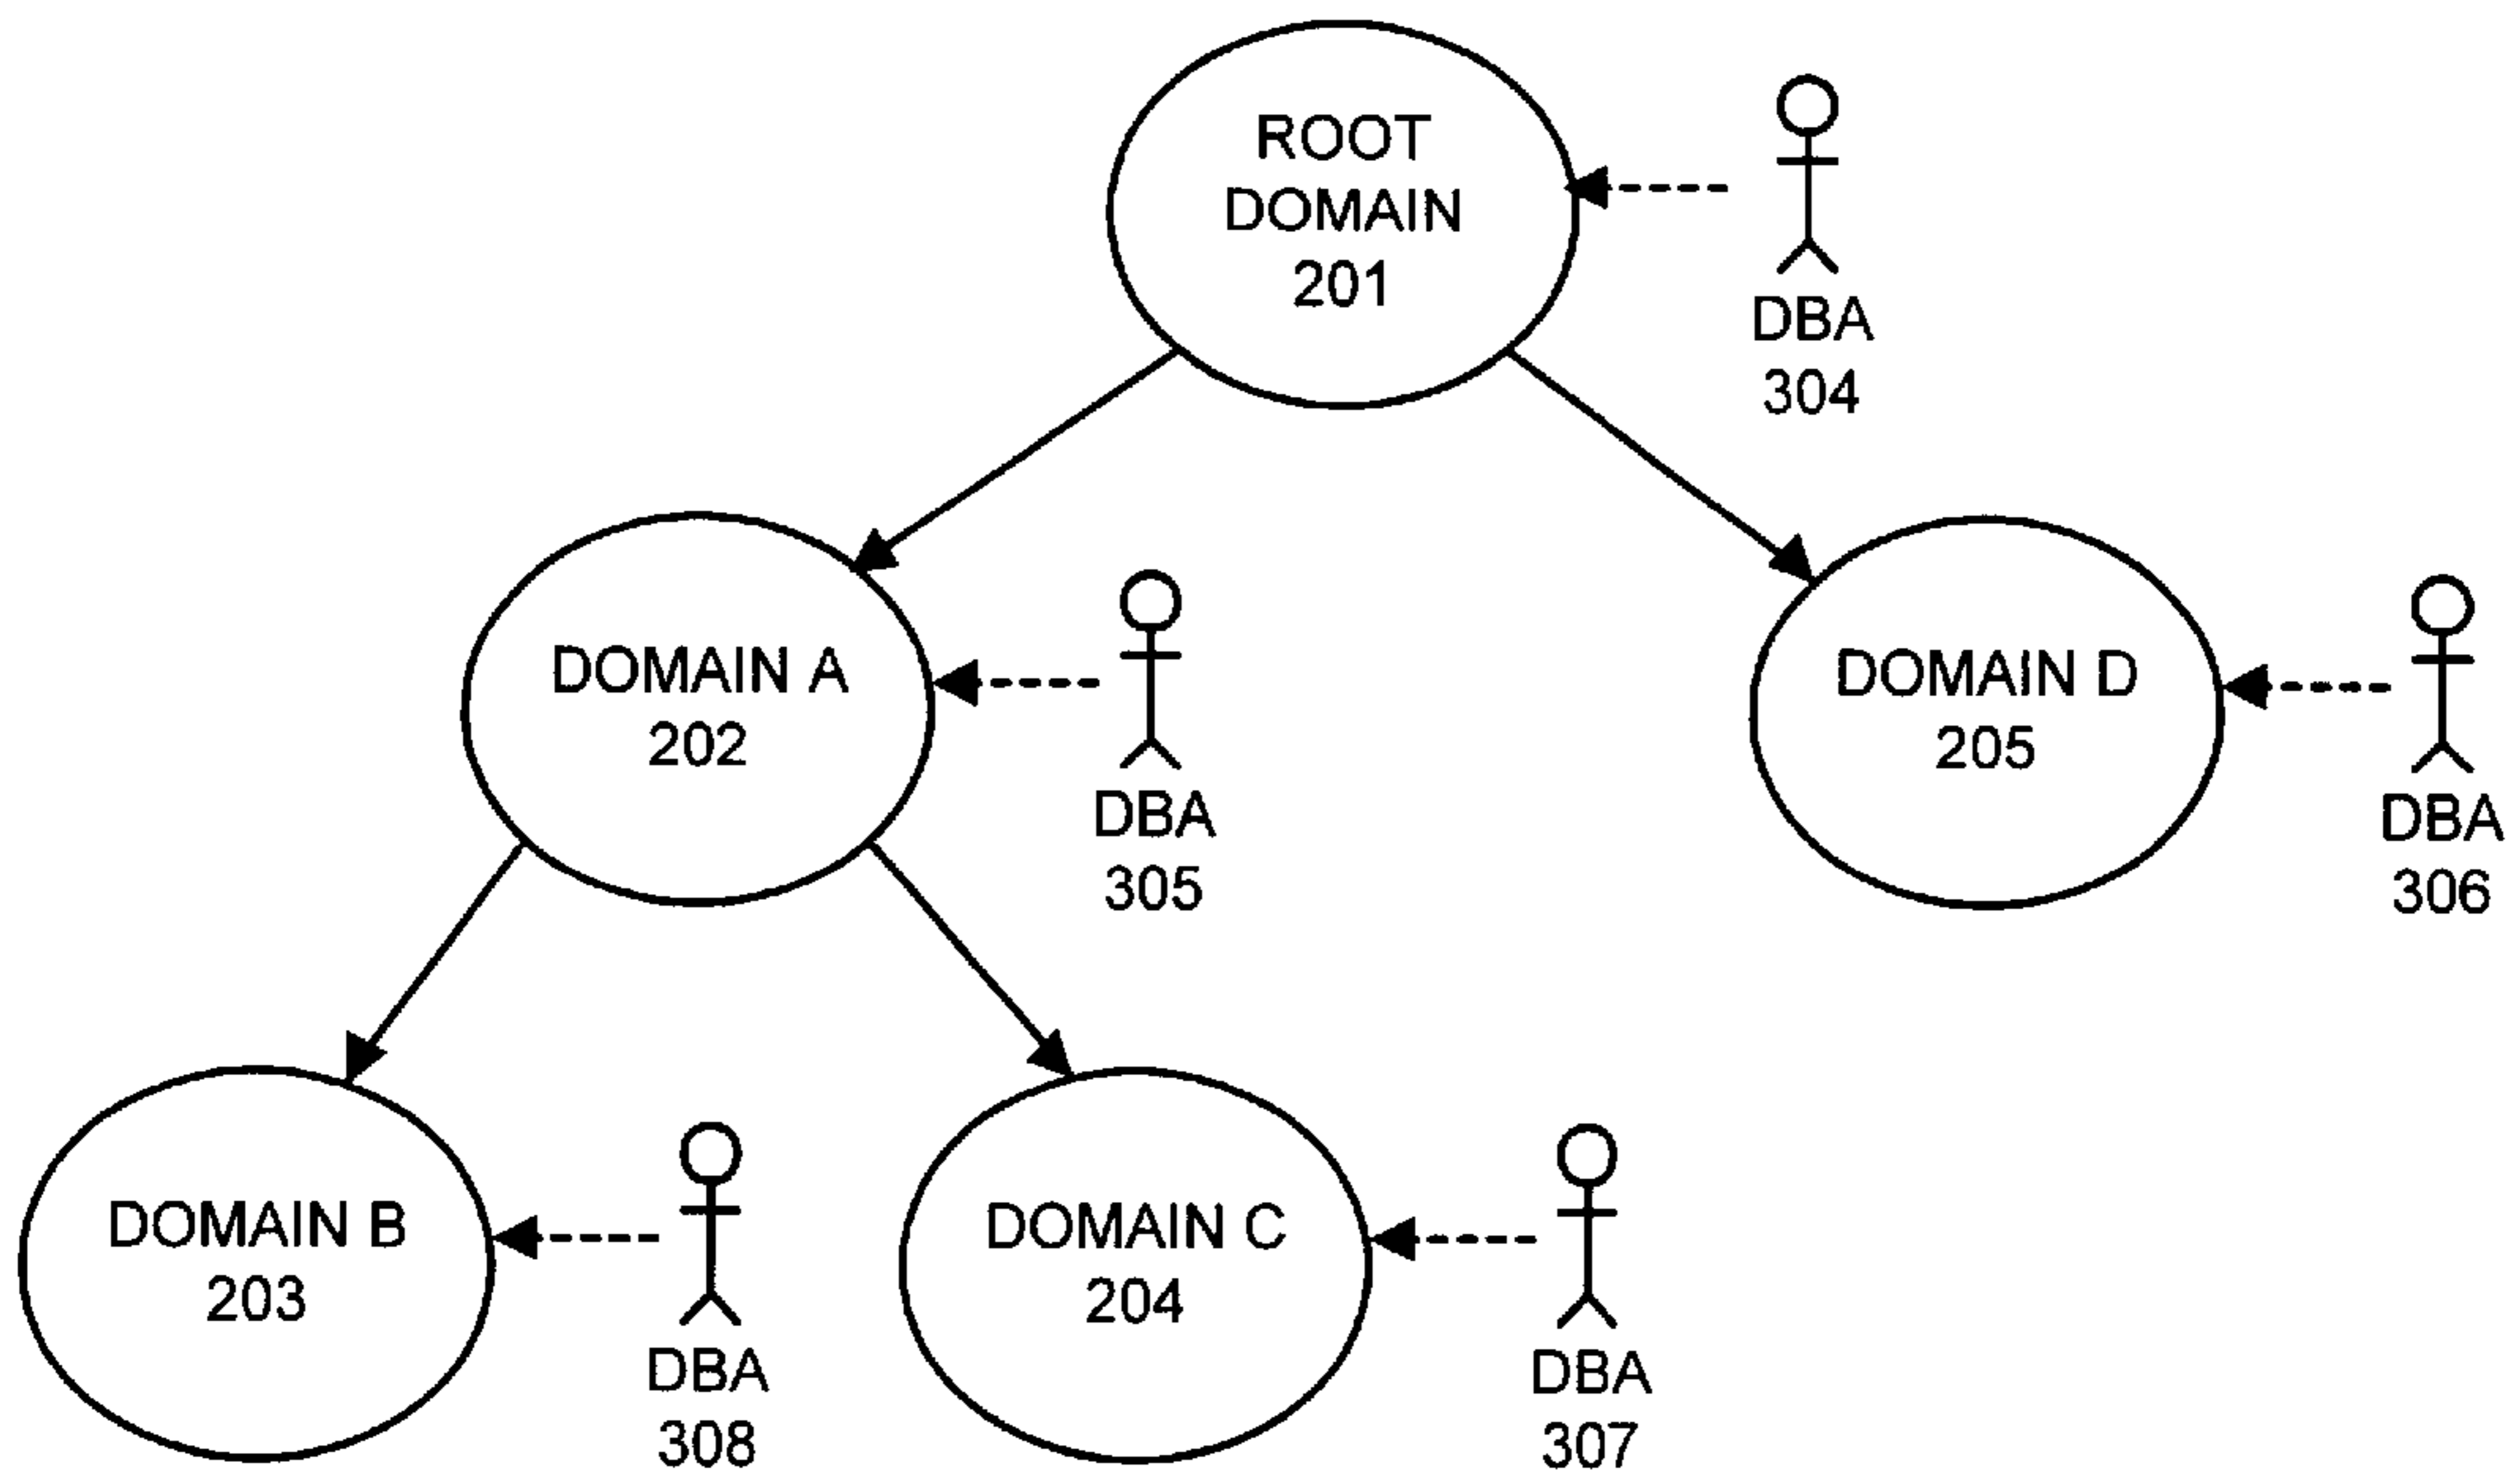 ROOT
DOMAIN
201
DBA
304
DOMAIN A
202
DBA
305
DOMAIN D
205
DBA
306
DOMAIN B
203
DBA
308
DOMAIN C
204
DBA
307